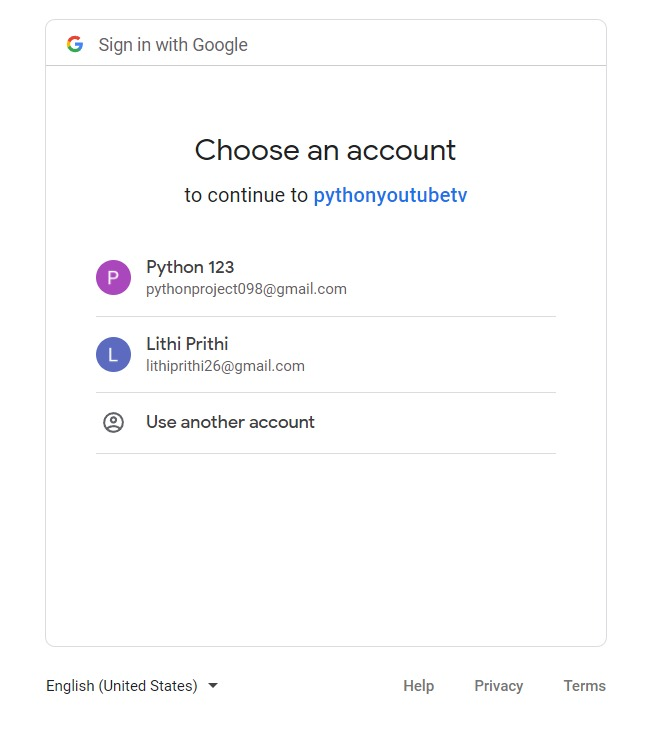 Sign in with Google
Choose an account
to continue to pythonyoutubetv
P
Python 123
pythonproject098@gmail.com
L
Lithi Prithi
lithiprithi26@gmail.com
Use another account
English (United States)
Help
Privacy
Terms